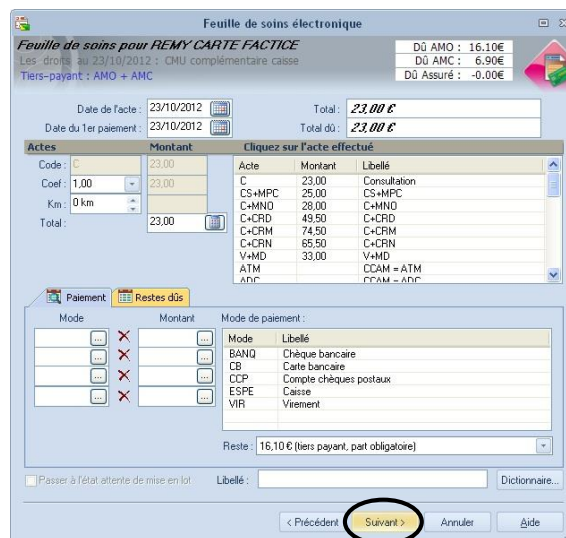 Feuille de soins électronique
Feuille de soins pour REMY CARTE FACTICE
Les droits au 23/10/2012 : CMU complémentaire caisse
Tiers-payant : AMO + AMC
Dû AMO : 16.10€
Dû AMC : 6.90€
Dû Assuré : -0.00€
Date de l'acte : 23/10/2012
Total : 23,00 €
Date du 1er paiement : 23/10/2012
Total dû : 23,00 €
Actes Montant Cliquez sur l'acte effectué
Code : C 23,00
Coef : 1,00 23,00
Km : 0 km
Total : 23,00
Acte Montant Libellé
C 23,00 Consultation
CS+MPC 25,00 CS+MPC
C+MNO 28,00 C+MNO
C+CRD 49,50 C+CRD
C+CRM 74,50 C+CRM
C+CRN 65,50 C+CRN
V+MD 33,00 V+MD
ATM CCAM = ATM
ADC CCAM = ADC
Paiement Restes dûs
Mode Montant Mode de paiement :
Mode Libellé
BANQ Chèque bancaire
CB Carte bancaire
CCP Compte chèques postaux
ESPE Caisse
VIR Virement
Reste : 16,10 € (tiers payant, part obligatoire)
Passer à l'état attente de mise en lot Libellé : Dictionnaire...
< Précédent Suivant > Annuler Aide